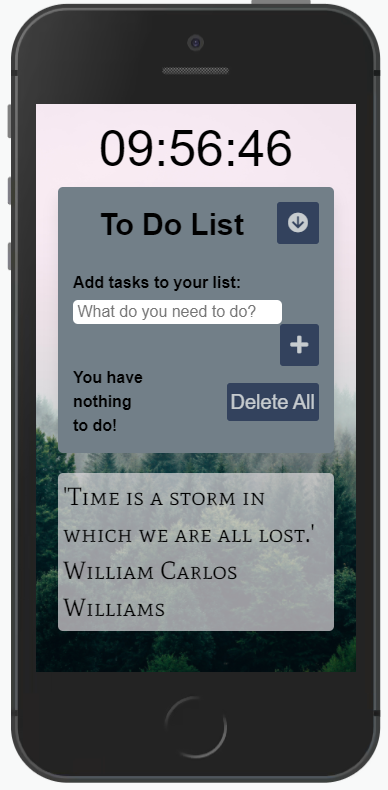 09:56:46
To Do List
Add tasks to your list:
What do you need to do?
You have
nothing
to do!
Delete All
'Time is a storm in
which we are all lost.'
William Carlos
Williams